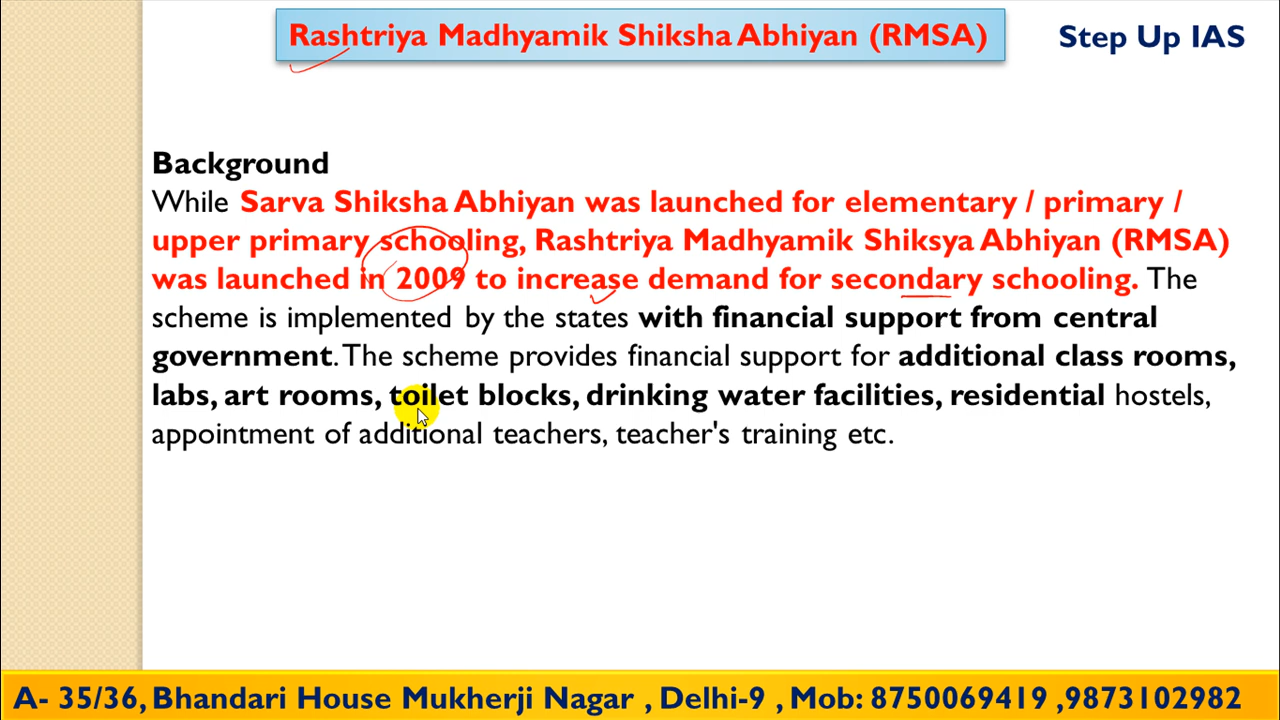 Rashtriya Madhyamik Shiksha Abhiyan (RMSA)
Step Up IAS
Background
While Sarva Shiksha Abhiyan was launched for elementary / primary /
upper primary schooling, Rashtriya Madhyamik Shiksya Abhiyan (RMSA)
was launched in 2009 to increase demand for secondary schooling. The
scheme is implemented by the states with financial support from central
government. The scheme provides financial support for additional class rooms,
labs, art rooms, toilet blocks, drinking water facilities, residential hostels,
appointment of additional teachers, teacher's training etc.
A- 35/36, Bhandari House Mukherji Nagar , Delhi-9 , Mob: 8750069419 ,9873102982